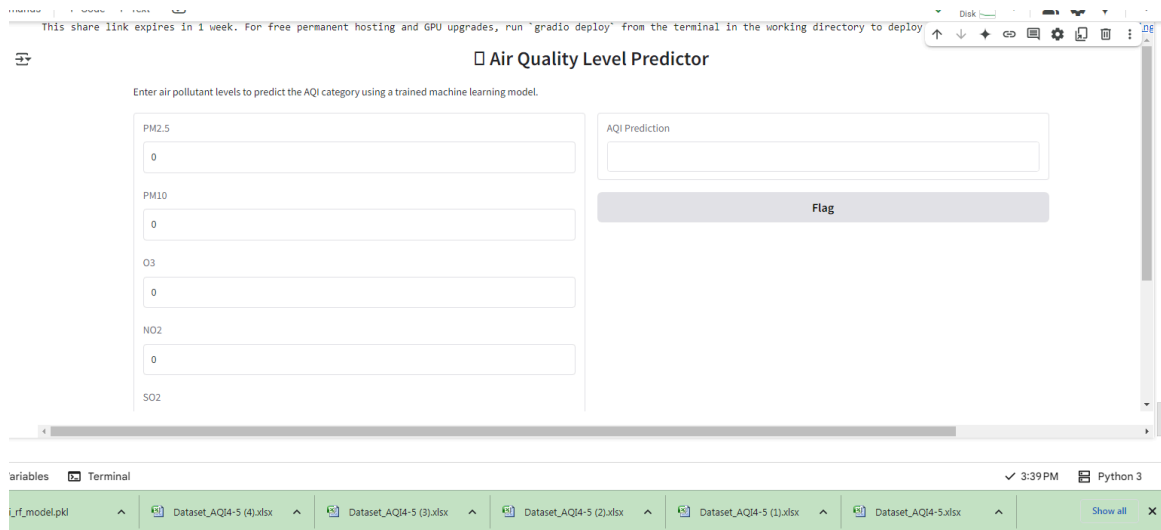 Disk
This share link expires in 1 week. For free permanent hosting and GPU upgrades, run `gradio deploy` from the terminal in the working directory to deploy
Air Quality Level Predictor
Enter air pollutant levels to predict the AQI category using a trained machine learning model.
PM2.5
0
PM10
0
O3
0
NO2
0
SO2
AQI Prediction
Flag
ariables
Terminal
3:39 PM
Python 3
i_rf_model.pkl
Dataset_AQI4-5 (4).xlsx
Dataset_AQI4-5 (3).xlsx
Dataset_AQI4-5 (2).xlsx
Dataset_AQI4-5 (1).xlsx
Dataset_AQI4-5.xlsx
Show all